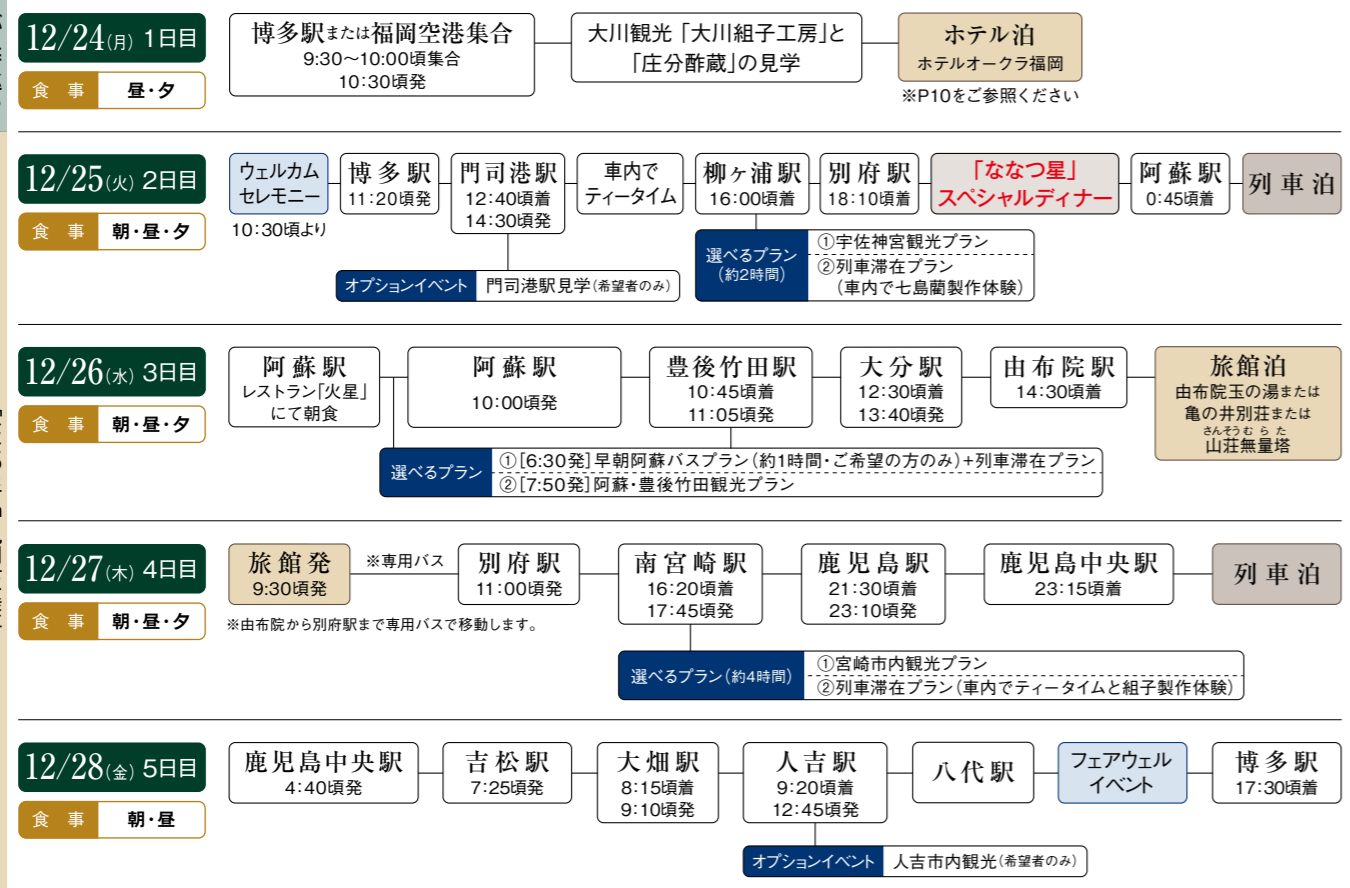 12/24(月) 1日目
食 事 昼・夕
博多駅または福岡空港集合
9:30〜10:00頃集合
10:30頃発
大川観光「大川組子工房」と
「庄分酢蔵」の見学
ホテル泊
ホテルオークラ福岡
※P10をご参照ください
12/25(火) 2日目
食 事 朝・昼・夕
ウェルカム
セレモニー
10:30頃より
博多駅
11:20頃発
門司港駅
12:40頃着
14:30頃発
オプションイベント 門司港駅見学(希望者のみ)
車内で
ティータイム
柳ヶ浦駅
16:00頃着
選べるプラン
(約2時間)
①宇佐神宮観光プラン
②列車滞在プラン
(車内で七島藺製作体験)
別府駅
18:10頃着
「ななつ星」
スペシャルディナー
阿蘇駅
0:45頃着
列車泊
12/26(水) 3日目
食 事 朝・昼・夕
阿蘇駅
レストラン「火星」
にて朝食
阿蘇駅
10:00頃発
選べるプラン
①[6:30発]早朝阿蘇バスプラン(約1時間・ご希望の方のみ)+列車滞在プラン
②[7:50発]阿蘇・豊後竹田観光プラン
豊後竹田駅
10:45頃着
11:05頃発
大分駅
12:30頃着
13:40頃発
由布院駅
14:30頃着
旅館泊
由布院玉の湯または
亀の井別荘または
さんそうむらた
山荘無量塔
12/27(木) 4日目
食 事 朝・昼・夕
旅館発
9:30頃発
※専用バス
※由布院から別府駅まで専用バスで移動します。
別府駅
11:00頃発
南宮崎駅
16:20頃着
17:45頃発
選べるプラン(約4時間)
①宮崎市内観光プラン
②列車滞在プラン(車内でティータイムと組子製作体験)
鹿児島駅
21:30頃着
23:10頃発
鹿児島中央駅
23:15頃着
列車泊
12/28(金) 5日目
食 事 朝・昼
鹿児島中央駅
4:40頃発
吉松駅
7:25頃発
大畑駅
8:15頃着
9:10頃発
人吉駅
9:20頃着
12:45頃発
オプションイベント 人吉市内観光(希望者のみ)
八代駅
フェアウェル
イベント
博多駅
17:30頃着